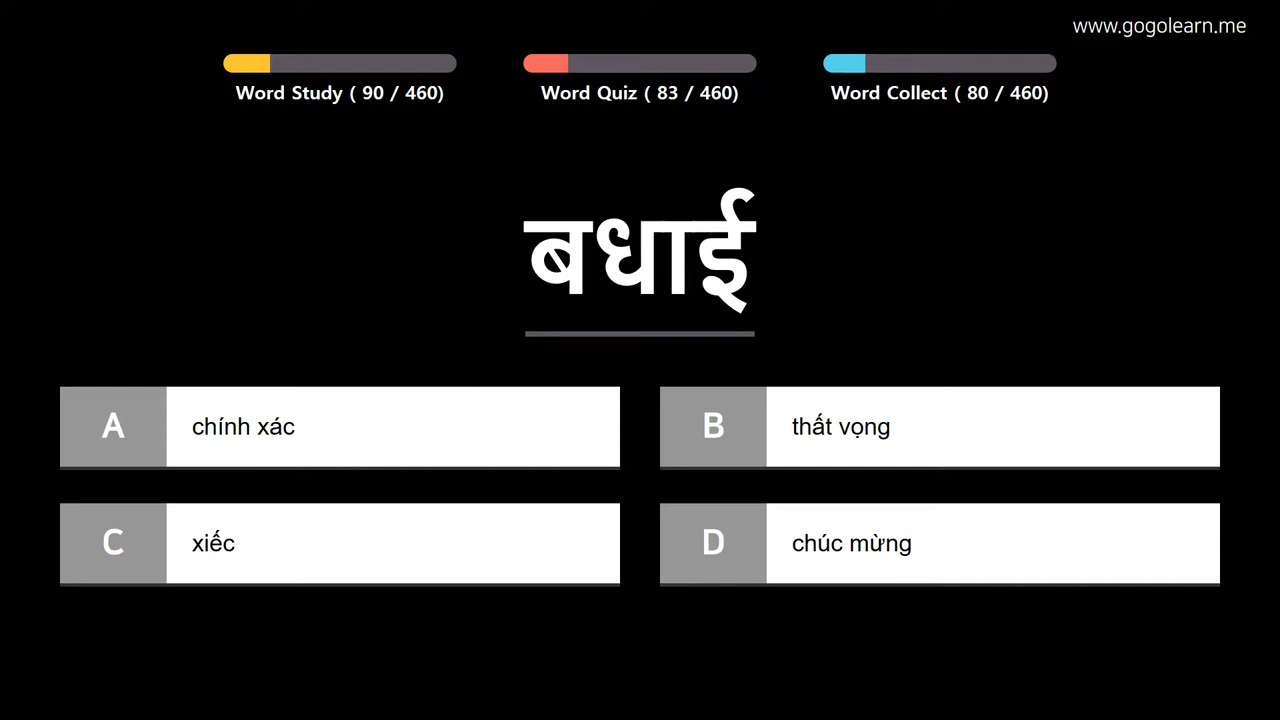 www.gogolearn.me
Word Study ( 90 / 460)
Word Quiz ( 83 / 460)
Word Collect ( 80 / 460)
बधाई
A chính xác
B thất vọng
C xiếc
D chúc mừng